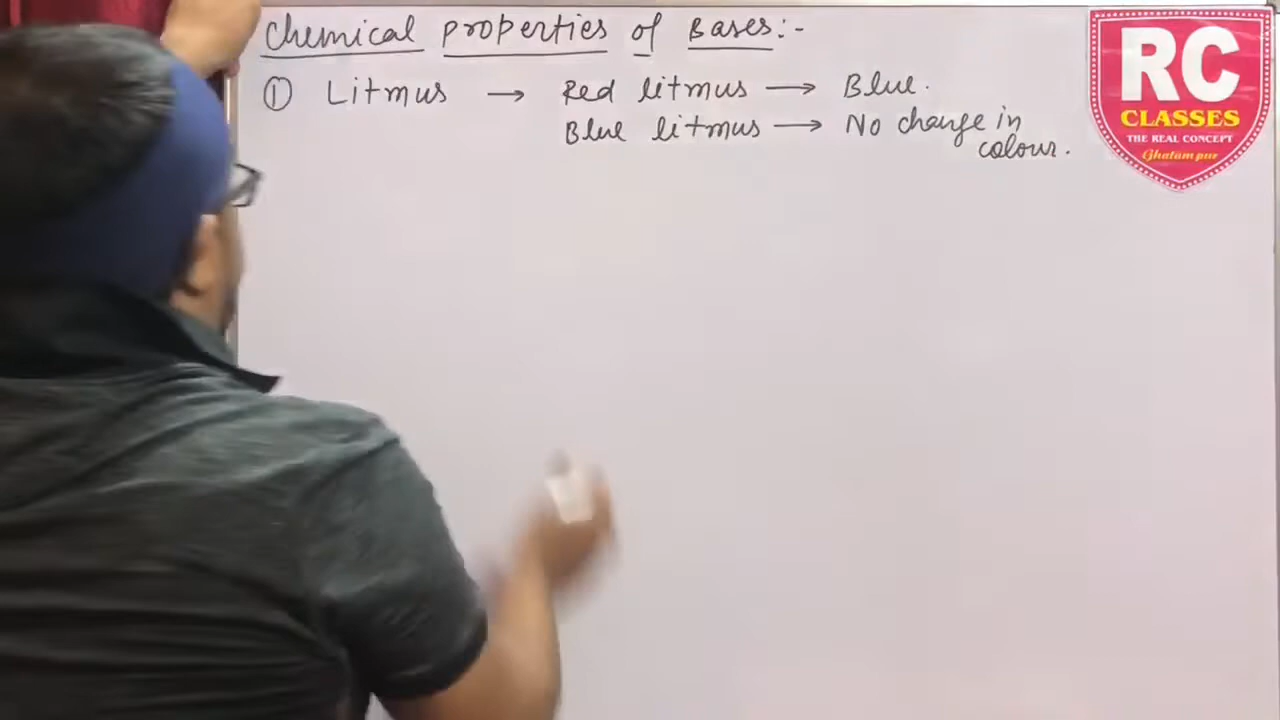 Chemical properties of Bases:-
① Litmus → Red litmus → Blue.
Blue litmus → No change in
colour.
RC
CLASSES
THE REAL CONCEPT
Ghatampur